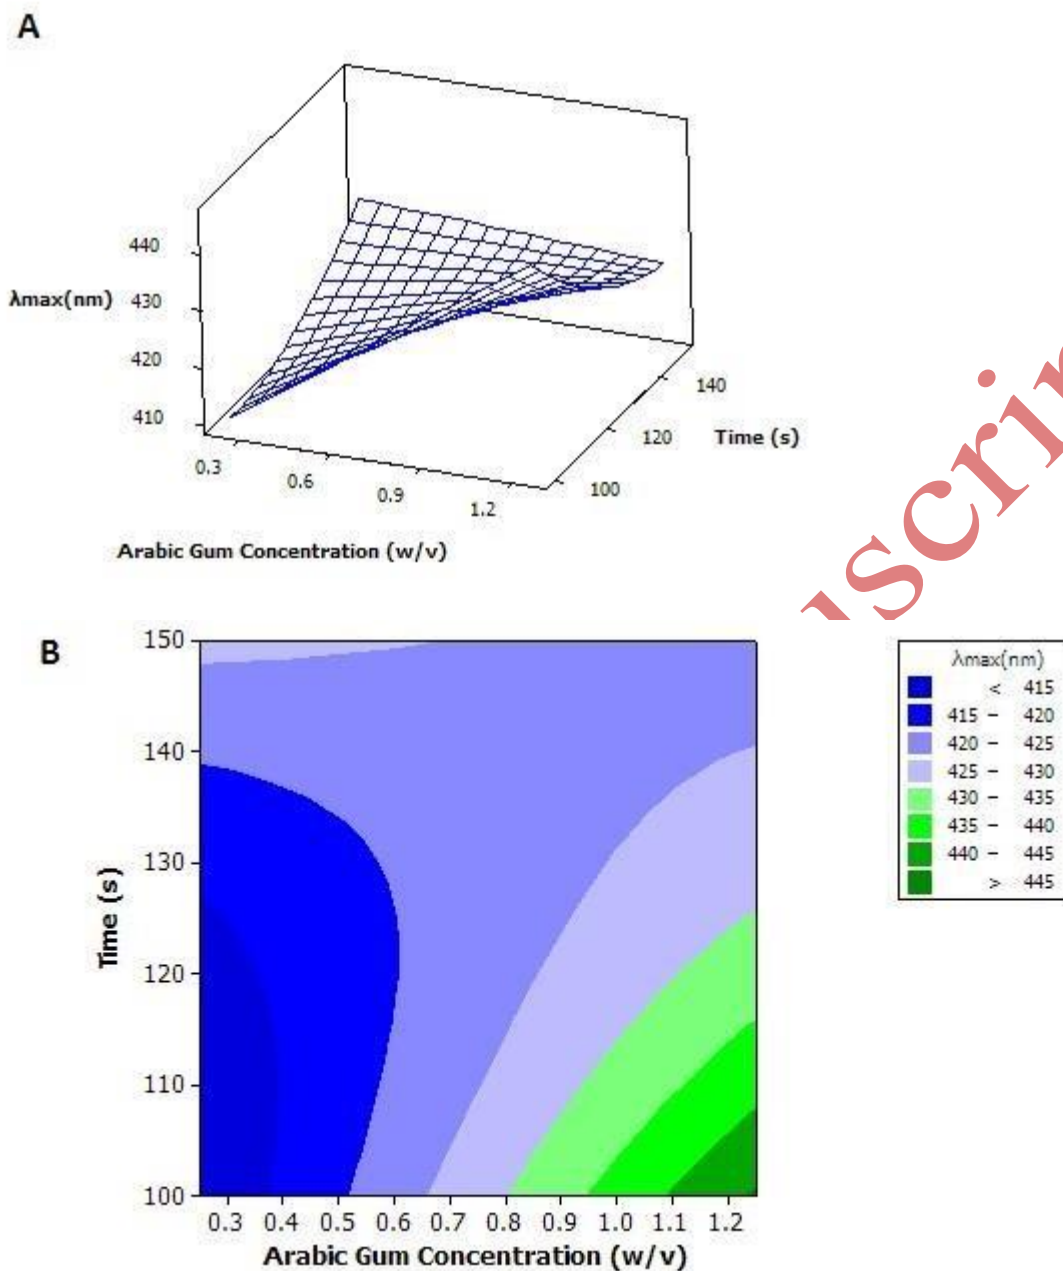 A
440
λmax(nm)
430
420
410
0.3
0.6
0.9
1.2
100
120
140
Time (s)
Arabic Gum Concentration (w/v)
B
150
140
130
120
110
100
Time (s)
0.3 0.4 0.5 0.6 0.7 0.8 0.9 1.0 1.1 1.2
Arabic Gum Concentration (w/v)
λmax(nm)
< 415
415 – 420
420 – 425
425 – 430
430 – 435
435 – 440
440 – 445
> 445
uscrip